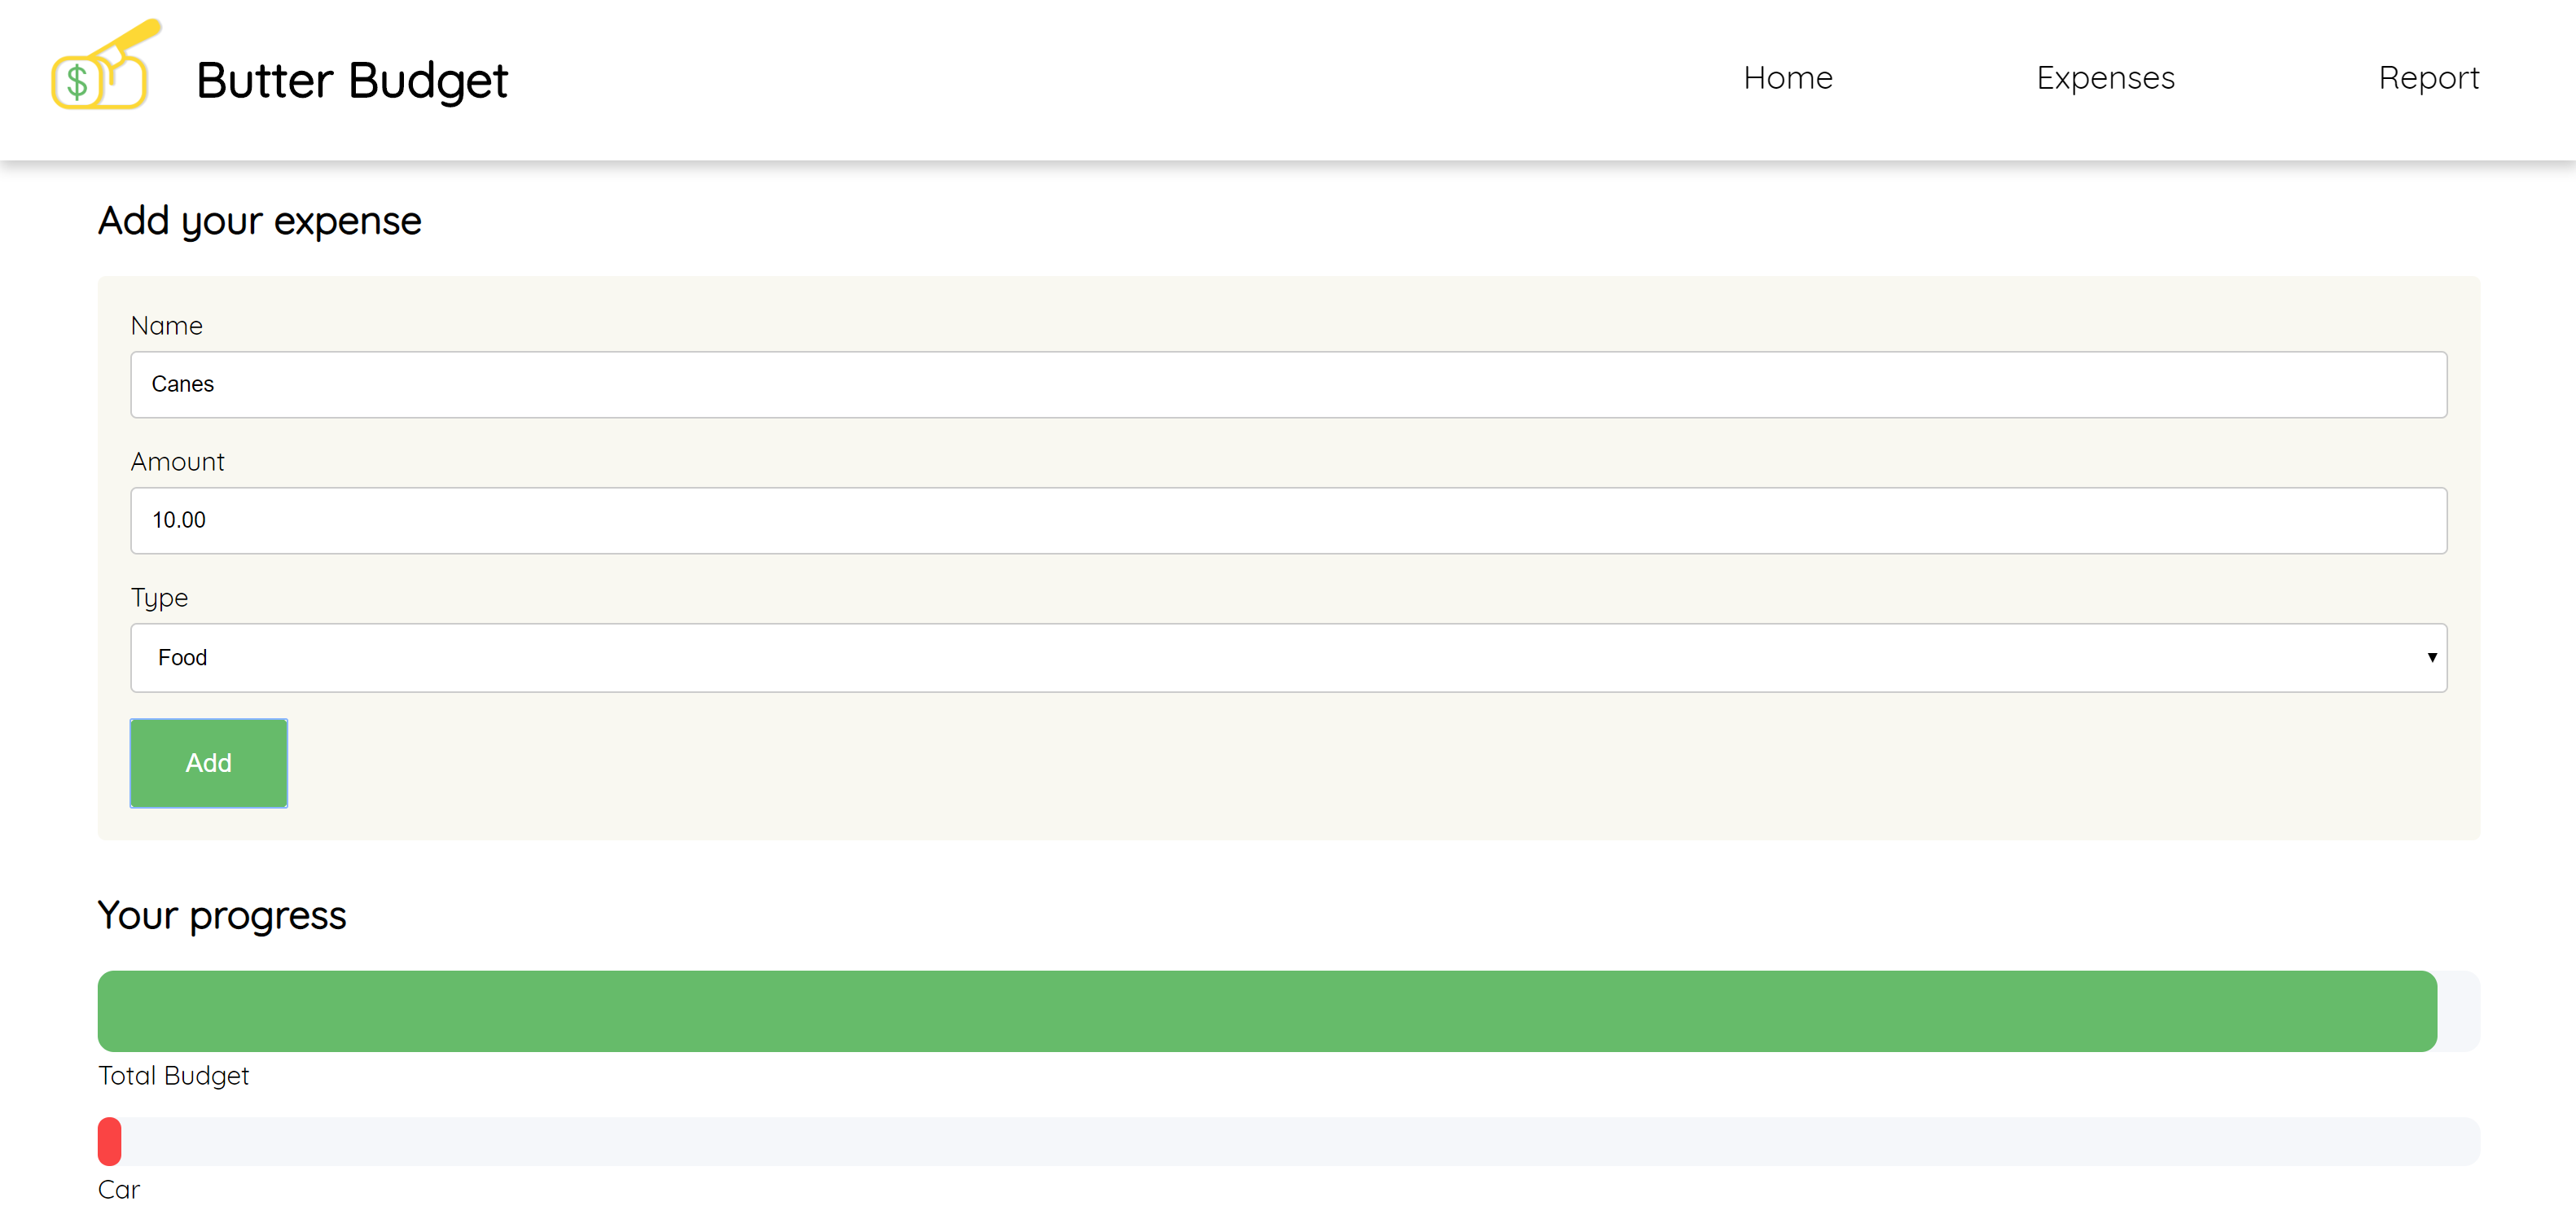 $
Butter Budget
Home Expenses Report
Add your expense
Name
Canes
Amount
10.00
Type
Food
Add
Your progress
Total Budget
Car